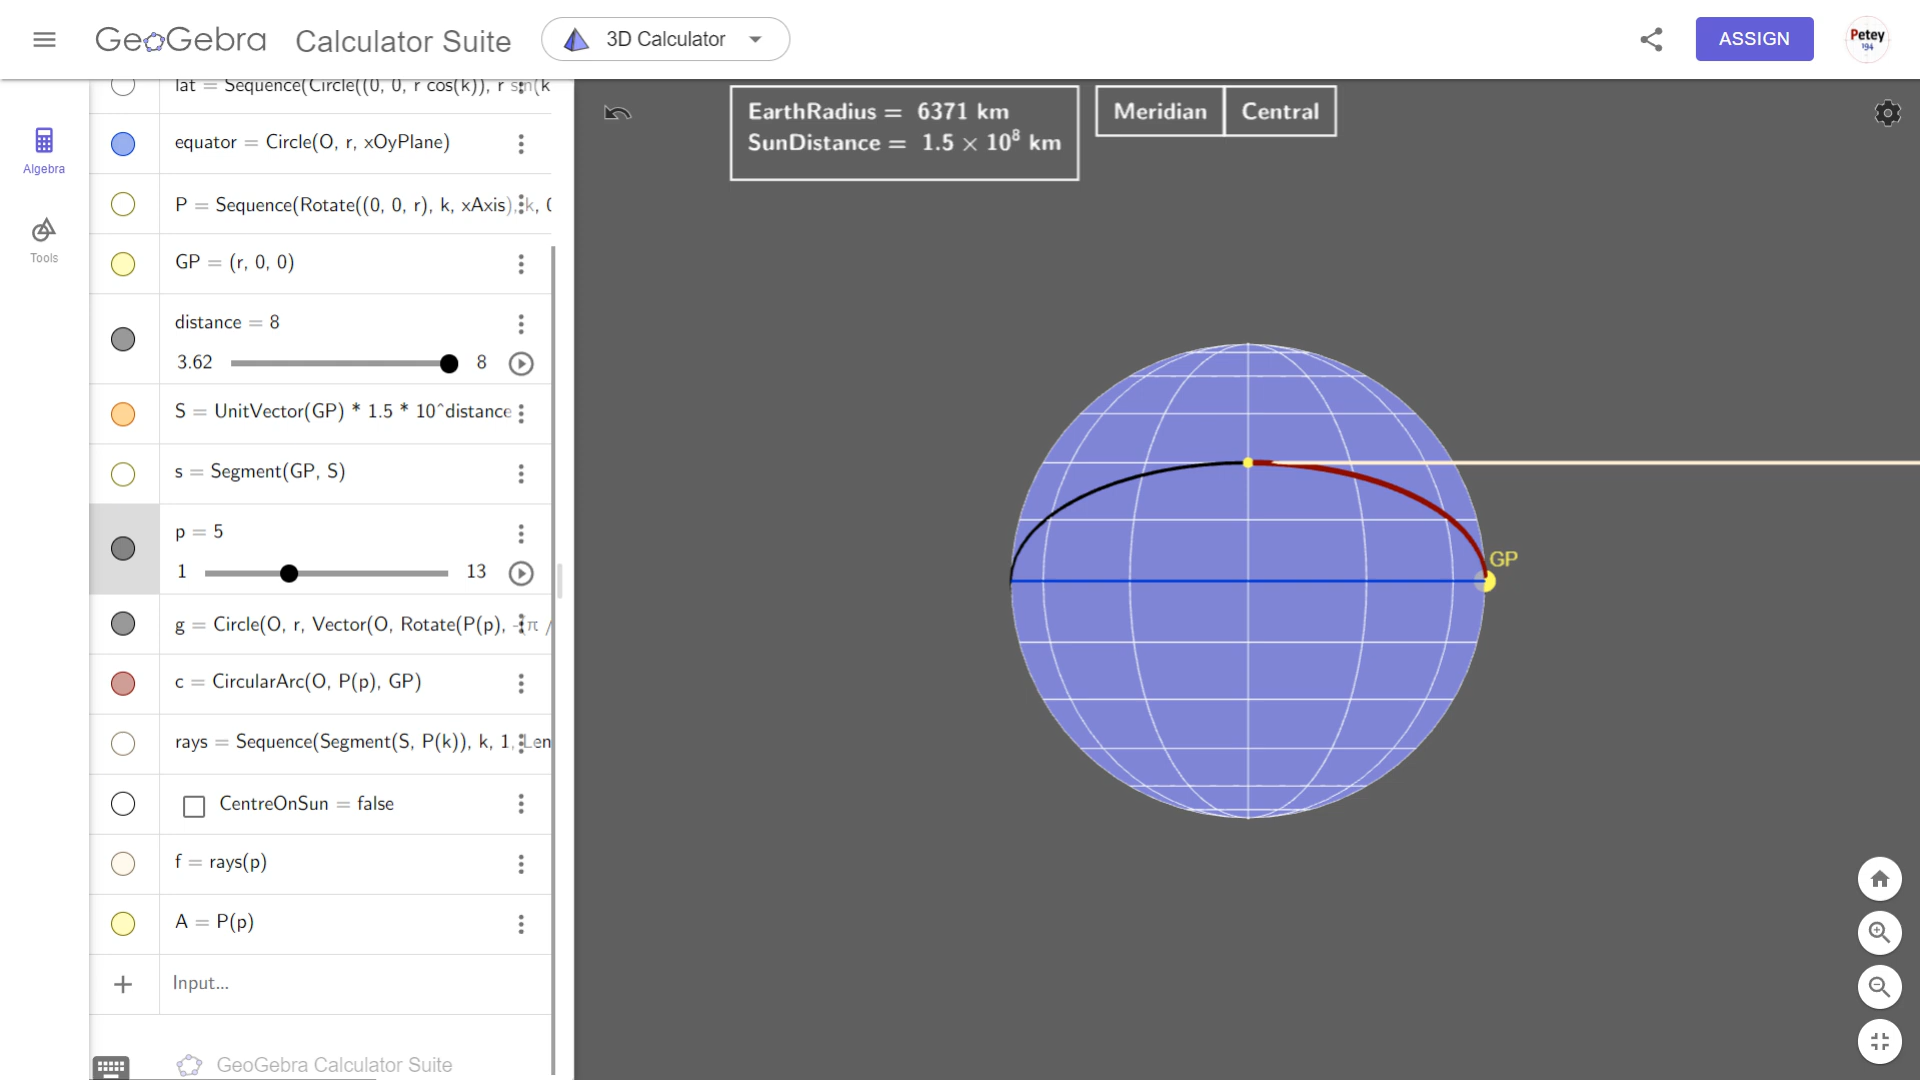 GeoGebra Calculator Suite 3D Calculator ASSIGN Petey 194
Algebra
Tools
lat = Sequence(Circle((0, 0, r cos(k)), r sin(k
equator = Circle(O, r, xOyPlane)
P = Sequence(Rotate((0, 0, r), k, xAxis), k, 0
GP = (r, 0, 0)
distance = 8
3.62 8
S = UnitVector(GP) * 1.5 * 10^distance
s = Segment(GP, S)
p = 5
1 13
g = Circle(O, r, Vector(O, Rotate(P(p), -(π /
c = CircularArc(O, P(p), GP)
rays = Sequence(Segment(S, P(k)), k, 1, Len
CentreOnSun = false
f = rays(p)
A = P(p)
Input...
GeoGebra Calculator Suite
EarthRadius = 6371 km
SunDistance = 1.5 × 10⁸ km
Meridian Central
GP